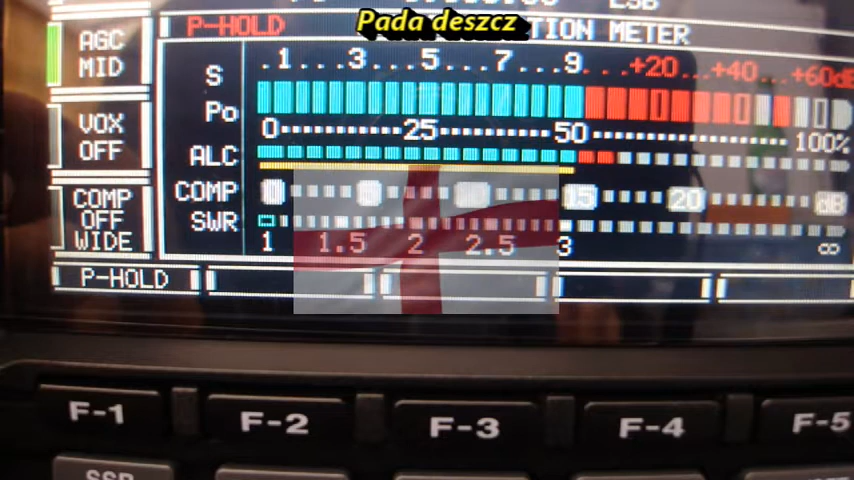 Pada deszcz
P-HOLD TION METER
AGC
MID
S .1...3...5...7...9...+20...+40...+60dB
VOX
OFF
Po 0 25 50 100%
ALC
COMP
OFF
WIDE
COMP 15 20 dB
SWR 1 1.5 2 2.5 3 ∞
P-HOLD
F-1 F-2 F-3 F-4 F-5
SSB